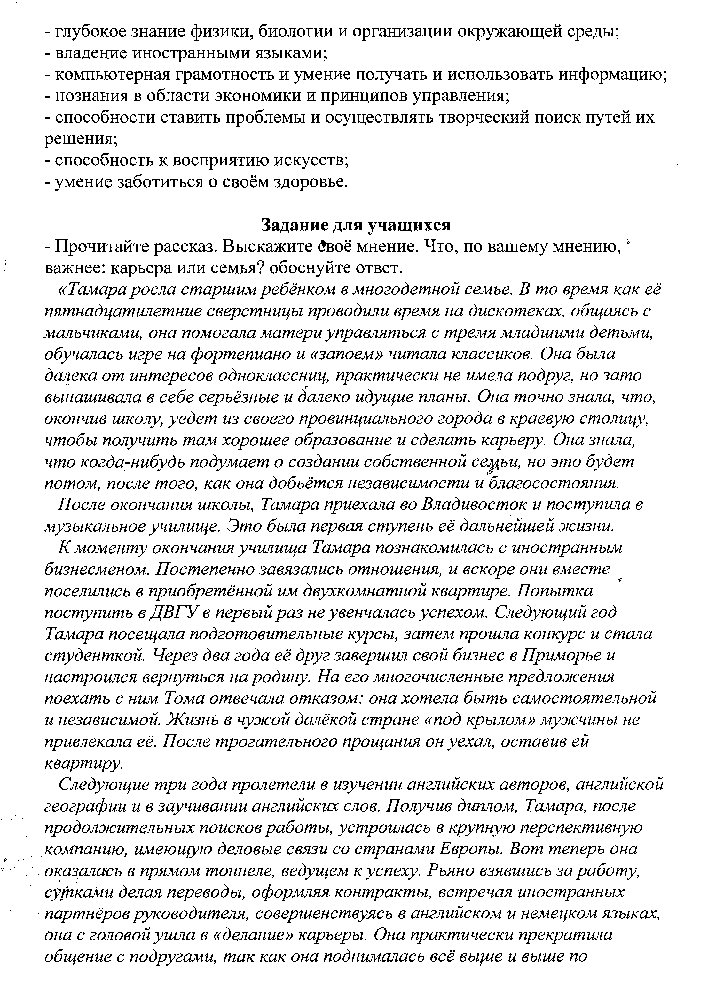 - глубокое знание физики, биологии и организации окружающей среды;
- владение иностранными языками;
- компьютерная грамотность и умение получать и использовать информацию;
- познания в области экономики и принципов управления;
- способности ставить проблемы и осуществлять творческий поиск путей их
решения;
- способность к восприятию искусств;
- умение заботиться о своём здоровье.
Задание для учащихся
- Прочитайте рассказ. Выскажите своё мнение. Что, по вашему мнению,
важнее: карьера или семья? обоснуйте ответ.
«Тамара росла старшим ребёнком в многодетной семье. В то время как её
пятнадцатилетние сверстницы проводили время на дискотеках, общаясь с
мальчиками, она помогала матери управляться с тремя младшими детьми,
обучалась игре на фортепиано и «запоем» читала классиков. Она была
далека от интересов одноклассниц, практически не имела подруг, но зато
вынашивала в себе серьёзные и далеко идущие планы. Она точно знала, что,
окончив школу, уедет из своего провинциального города в краевую столицу,
чтобы получить там хорошее образование и сделать карьеру. Она знала,
что когда-нибудь подумает о создании собственной семьи, но это будет
потом, после того, как она добьётся независимости и благосостояния.
После окончания школы, Тамара приехала во Владивосток и поступила в
музыкальное училище. Это была первая ступень её дальнейшей жизни.
К моменту окончания училища Тамара познакомилась с иностранным
бизнесменом. Постепенно завязались отношения, и вскоре они вместе
поселились в приобретённой им двухкомнатной квартире. Попытка
поступить в ДВГУ в первый раз не увенчалась успехом. Следующий год
Тамара посещала подготовительные курсы, затем прошла конкурс и стала
студенткой. Через два года её друг завершил свой бизнес в Приморье и
настроился вернуться на родину. На его многочисленные предложения
поехать с ним Тома отвечала отказом: она хотела быть самостоятельной
и независимой. Жизнь в чужой далёкой стране «под крылом» мужчины не
привлекала её. После трогательного прощания он уехал, оставив ей
квартиру.
Следующие три года пролетели в изучении английских авторов, английской
географии и в заучивании английских слов. Получив диплом, Тамара, после
продолжительных поисков работы, устроилась в крупную перспективную
компанию, имеющую деловые связи со странами Европы. Вот теперь она
оказалась в прямом тоннеле, ведущем к успеху. Рьяно взявшись за работу,
сутками делая переводы, оформляя контракты, встречая иностранных
партнёров руководителя, совершенствуясь в английском и немецком языках,
она с головой ушла в «делание» карьеры. Она практически прекратила
общение с подругами, так как она поднималась всё выше и выше по